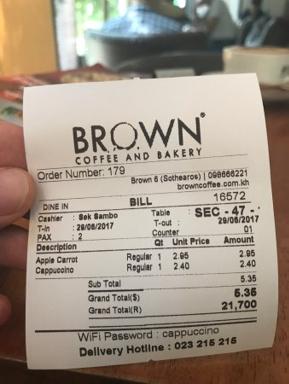 BROWN
COFFEE AND BAKERY
Order Number: 179
Brown 6 (Sothearos) | 098666221
browncoffee.com.kh
DINE IN BILL 16572
Cashier : Sek Sambo Table : SEC - 47 -
T-in : 29/06/2017 T-out : 29/06/2017
PAX : 2 Counter 01
Description Qt Unit Price Amount
Apple Carrot Regular 1 2.95 2.95
Cappucino Regular 1 2.40 2.40
Sub Total 5.35
Grand Total($) 5.35
Grand Total(R) 21,700
WiFi Password : cappuccino
Delivery Hotline : 023 215 215